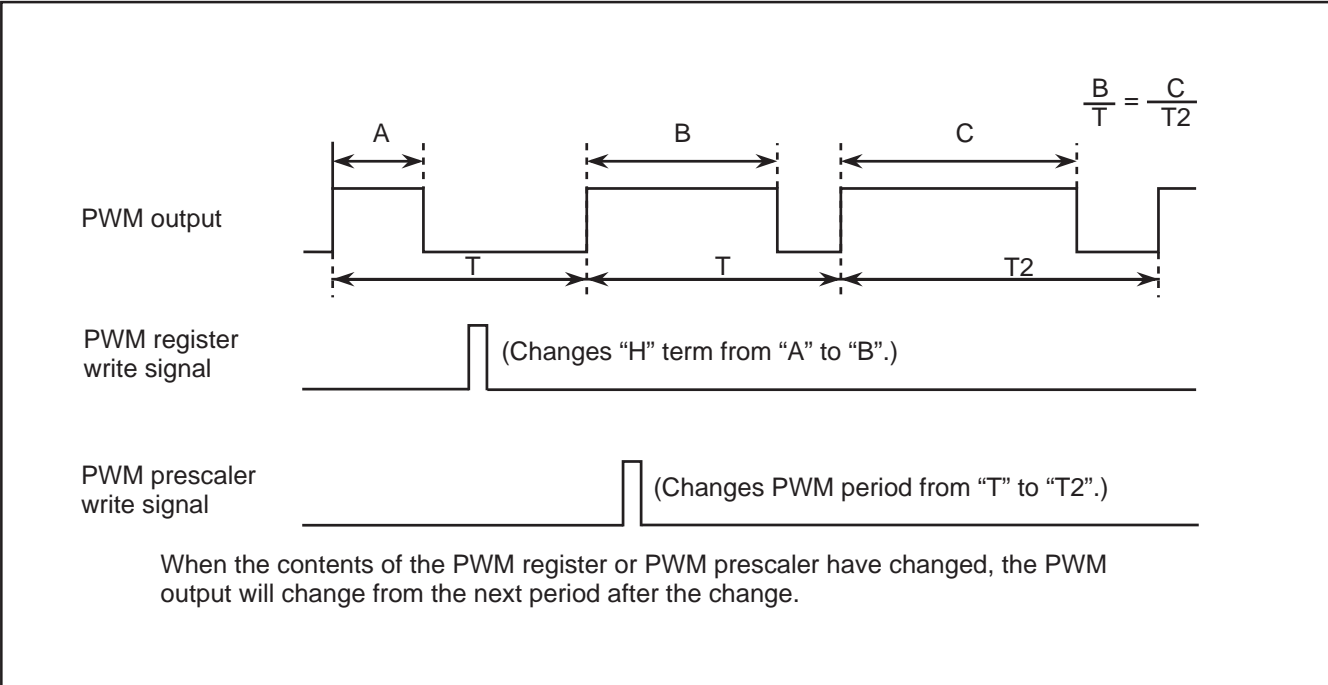 B = C
T T2
A B C
PWM output
T T T2
PWM register
write signal
(Changes “H” term from “A” to “B”.)
PWM prescaler
write signal
(Changes PWM period from “T” to “T2”.)
When the contents of the PWM register or PWM prescaler have changed, the PWM
output will change from the next period after the change.